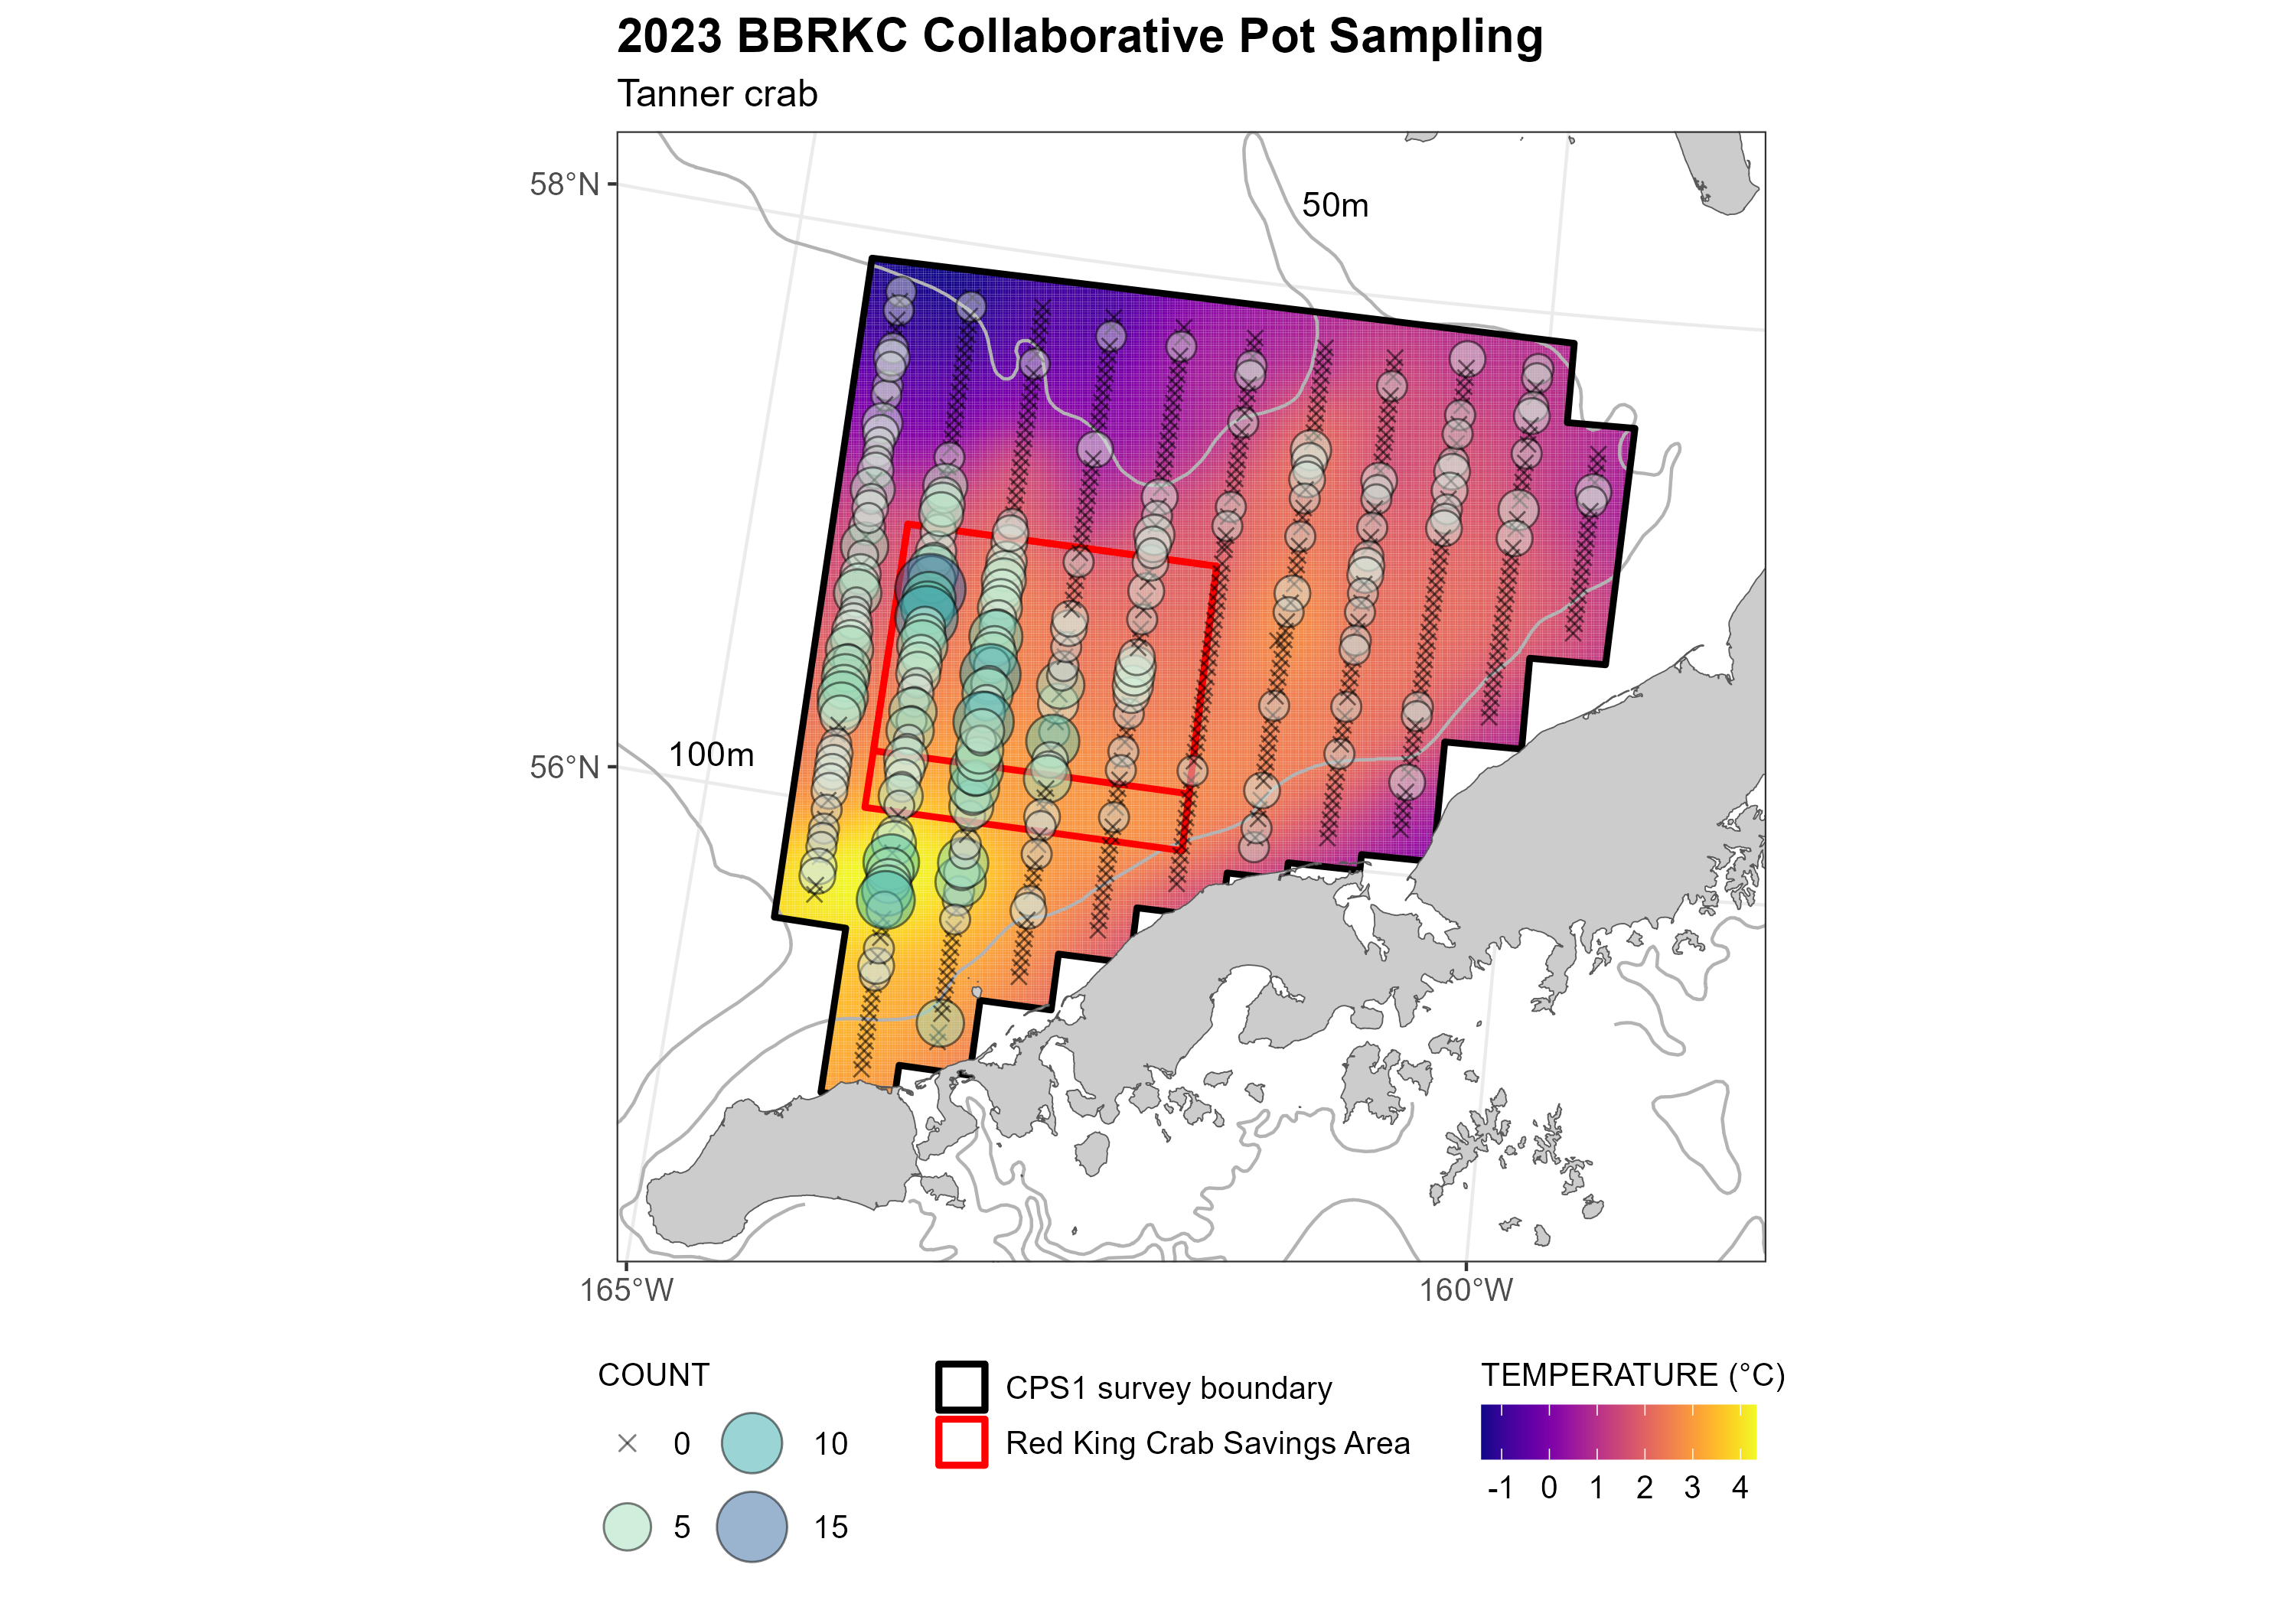 2023 BBRKC Collaborative Pot Sampling
Tanner crab
58°N
50m
56°N
100m
165°W
160°W
COUNT
0
10
5
15
CPS1 survey boundary
Red King Crab Savings Area
TEMPERATURE (°C)
-1 0 1 2 3 4